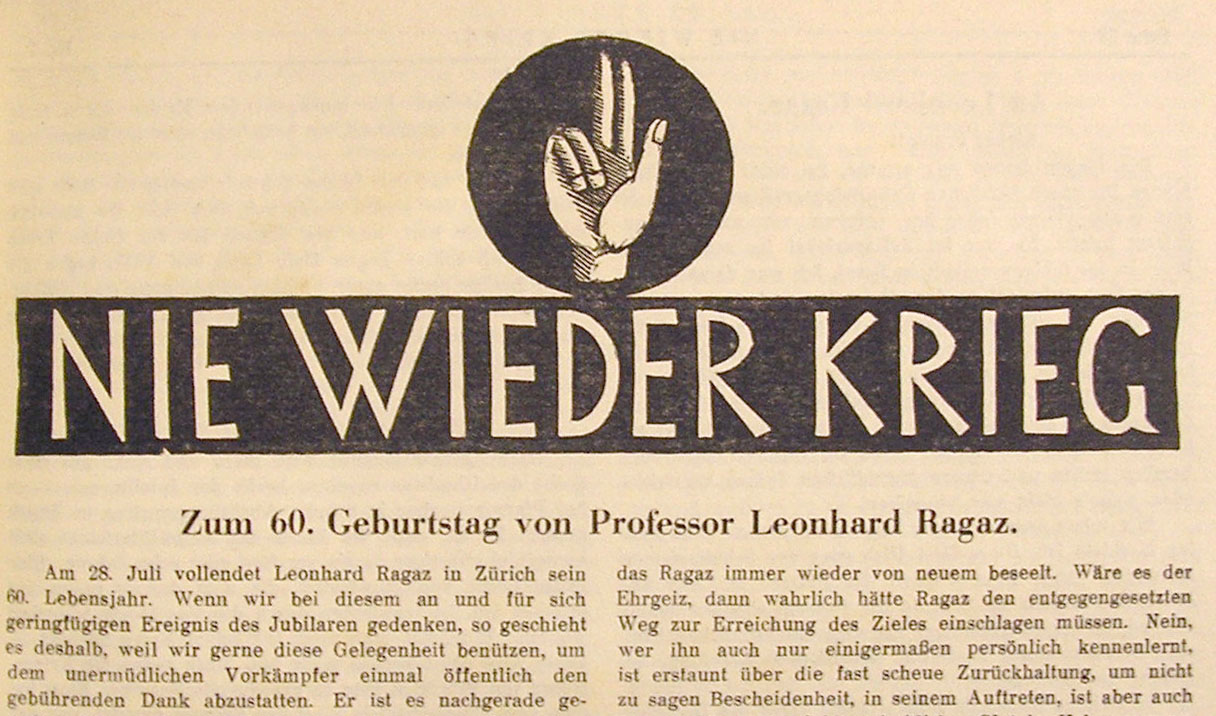 NIE WIEDER KRIEG
Zum 60. Geburtstag von Professor Leonhard Ragaz.
Am 28. Juli vollendet Leonhard Ragaz in Zürich sein
60. Lebensjahr. Wenn wir bei diesem an und für sich
geringfügigen Ereignis des Jubilaren gedenken, so geschieht
es deshalb, weil wir gerne diese Gelegenheit benützen, um
dem unermüdlichen Vorkämpfer einmal öffentlich den
gebührenden Dank abzustatten. Er ist es nachgerade ge-
das Ragaz immer wieder von neuem beseelt. Wäre es der
Ehrgeiz, dann wahrlich hätte Ragaz den entgegengesetzten
Weg zur Erreichung des Zieles einschlagen müssen. Nein,
wer ihn auch nur einigermaßen persönlich kennenlernt,
ist erstaunt über die fast scheue Zurückhaltung, um nicht
zu sagen Bescheidenheit, in seinem Auftreten, ist aber auch